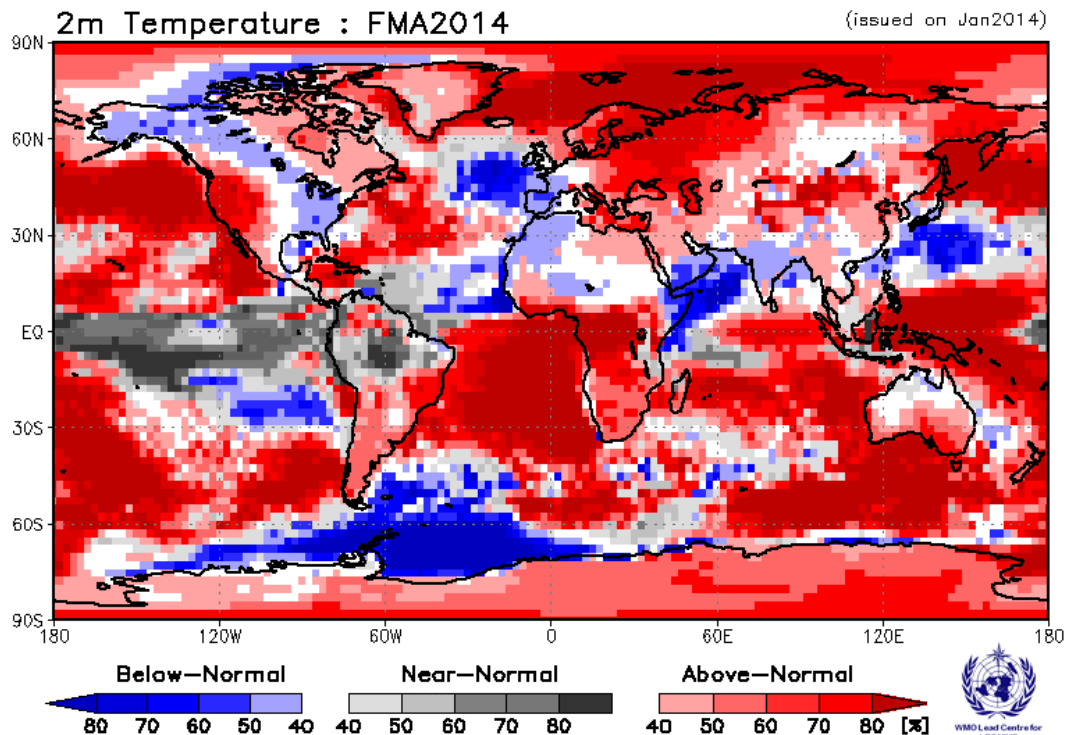 2m Temperature : FMA2014
(issued on Jan2014)
90N
60N
30N
EQ
30S
60S
90S
180 120W 60W 0 60E 120E 180
Below-Normal Near-Normal Above-Normal
80 70 60 50 40 40 50 60 70 80 40 50 60 70 80 [%]
WMO Lead Centre for